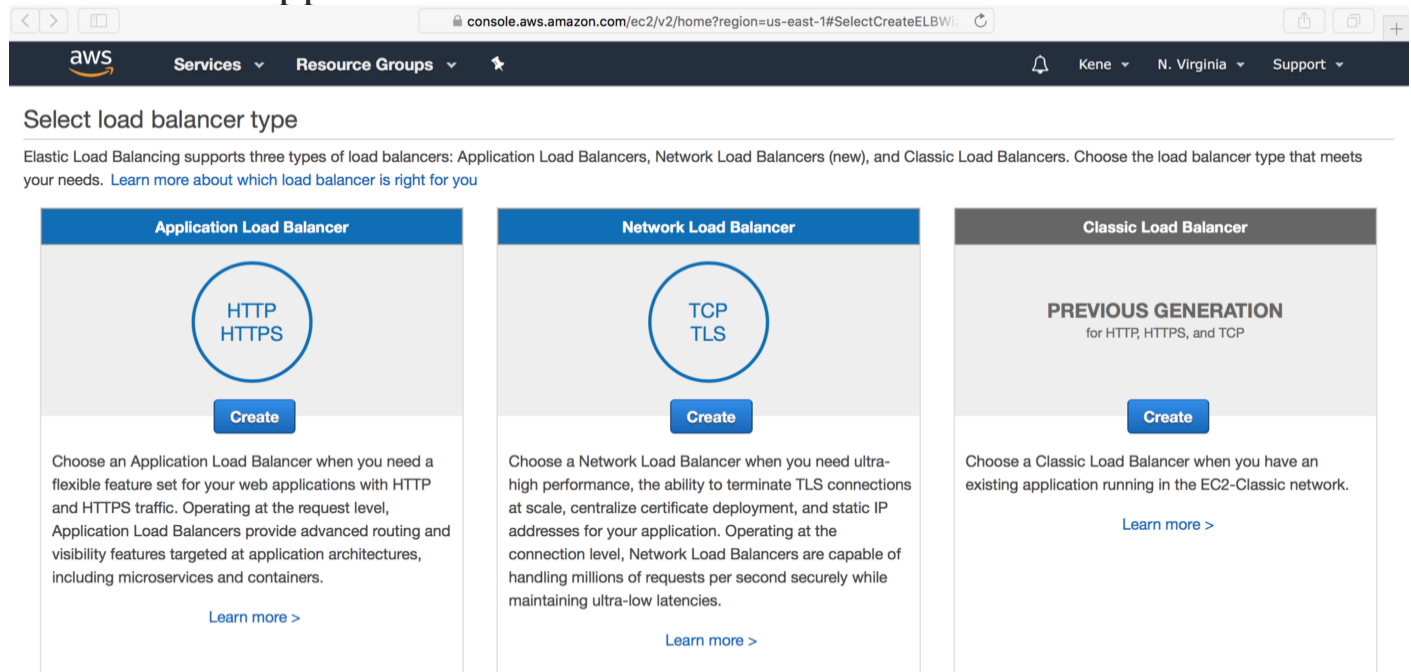 console.aws.amazon.com/ec2/v2/home?region=us-east-1#SelectCreateELBWi
aws Services Resource Groups Kene N. Virginia Support
Select load balancer type
Elastic Load Balancing supports three types of load balancers: Application Load Balancers, Network Load Balancers (new), and Classic Load Balancers. Choose the load balancer type that meets
your needs. Learn more about which load balancer is right for you
Application Load Balancer
HTTP
HTTPS
Create
Choose an Application Load Balancer when you need a
flexible feature set for your web applications with HTTP
and HTTPS traffic. Operating at the request level,
Application Load Balancers provide advanced routing and
visibility features targeted at application architectures,
including microservices and containers.
Learn more >
Network Load Balancer
TCP
TLS
Create
Choose a Network Load Balancer when you need ultra-
high performance, the ability to terminate TLS connections
at scale, centralize certificate deployment, and static IP
addresses for your application. Operating at the
connection level, Network Load Balancers are capable of
handling millions of requests per second securely while
maintaining ultra-low latencies.
Learn more >
Classic Load Balancer
PREVIOUS GENERATION
for HTTP, HTTPS, and TCP
Create
Choose a Classic Load Balancer when you have an
existing application running in the EC2-Classic network.
Learn more >